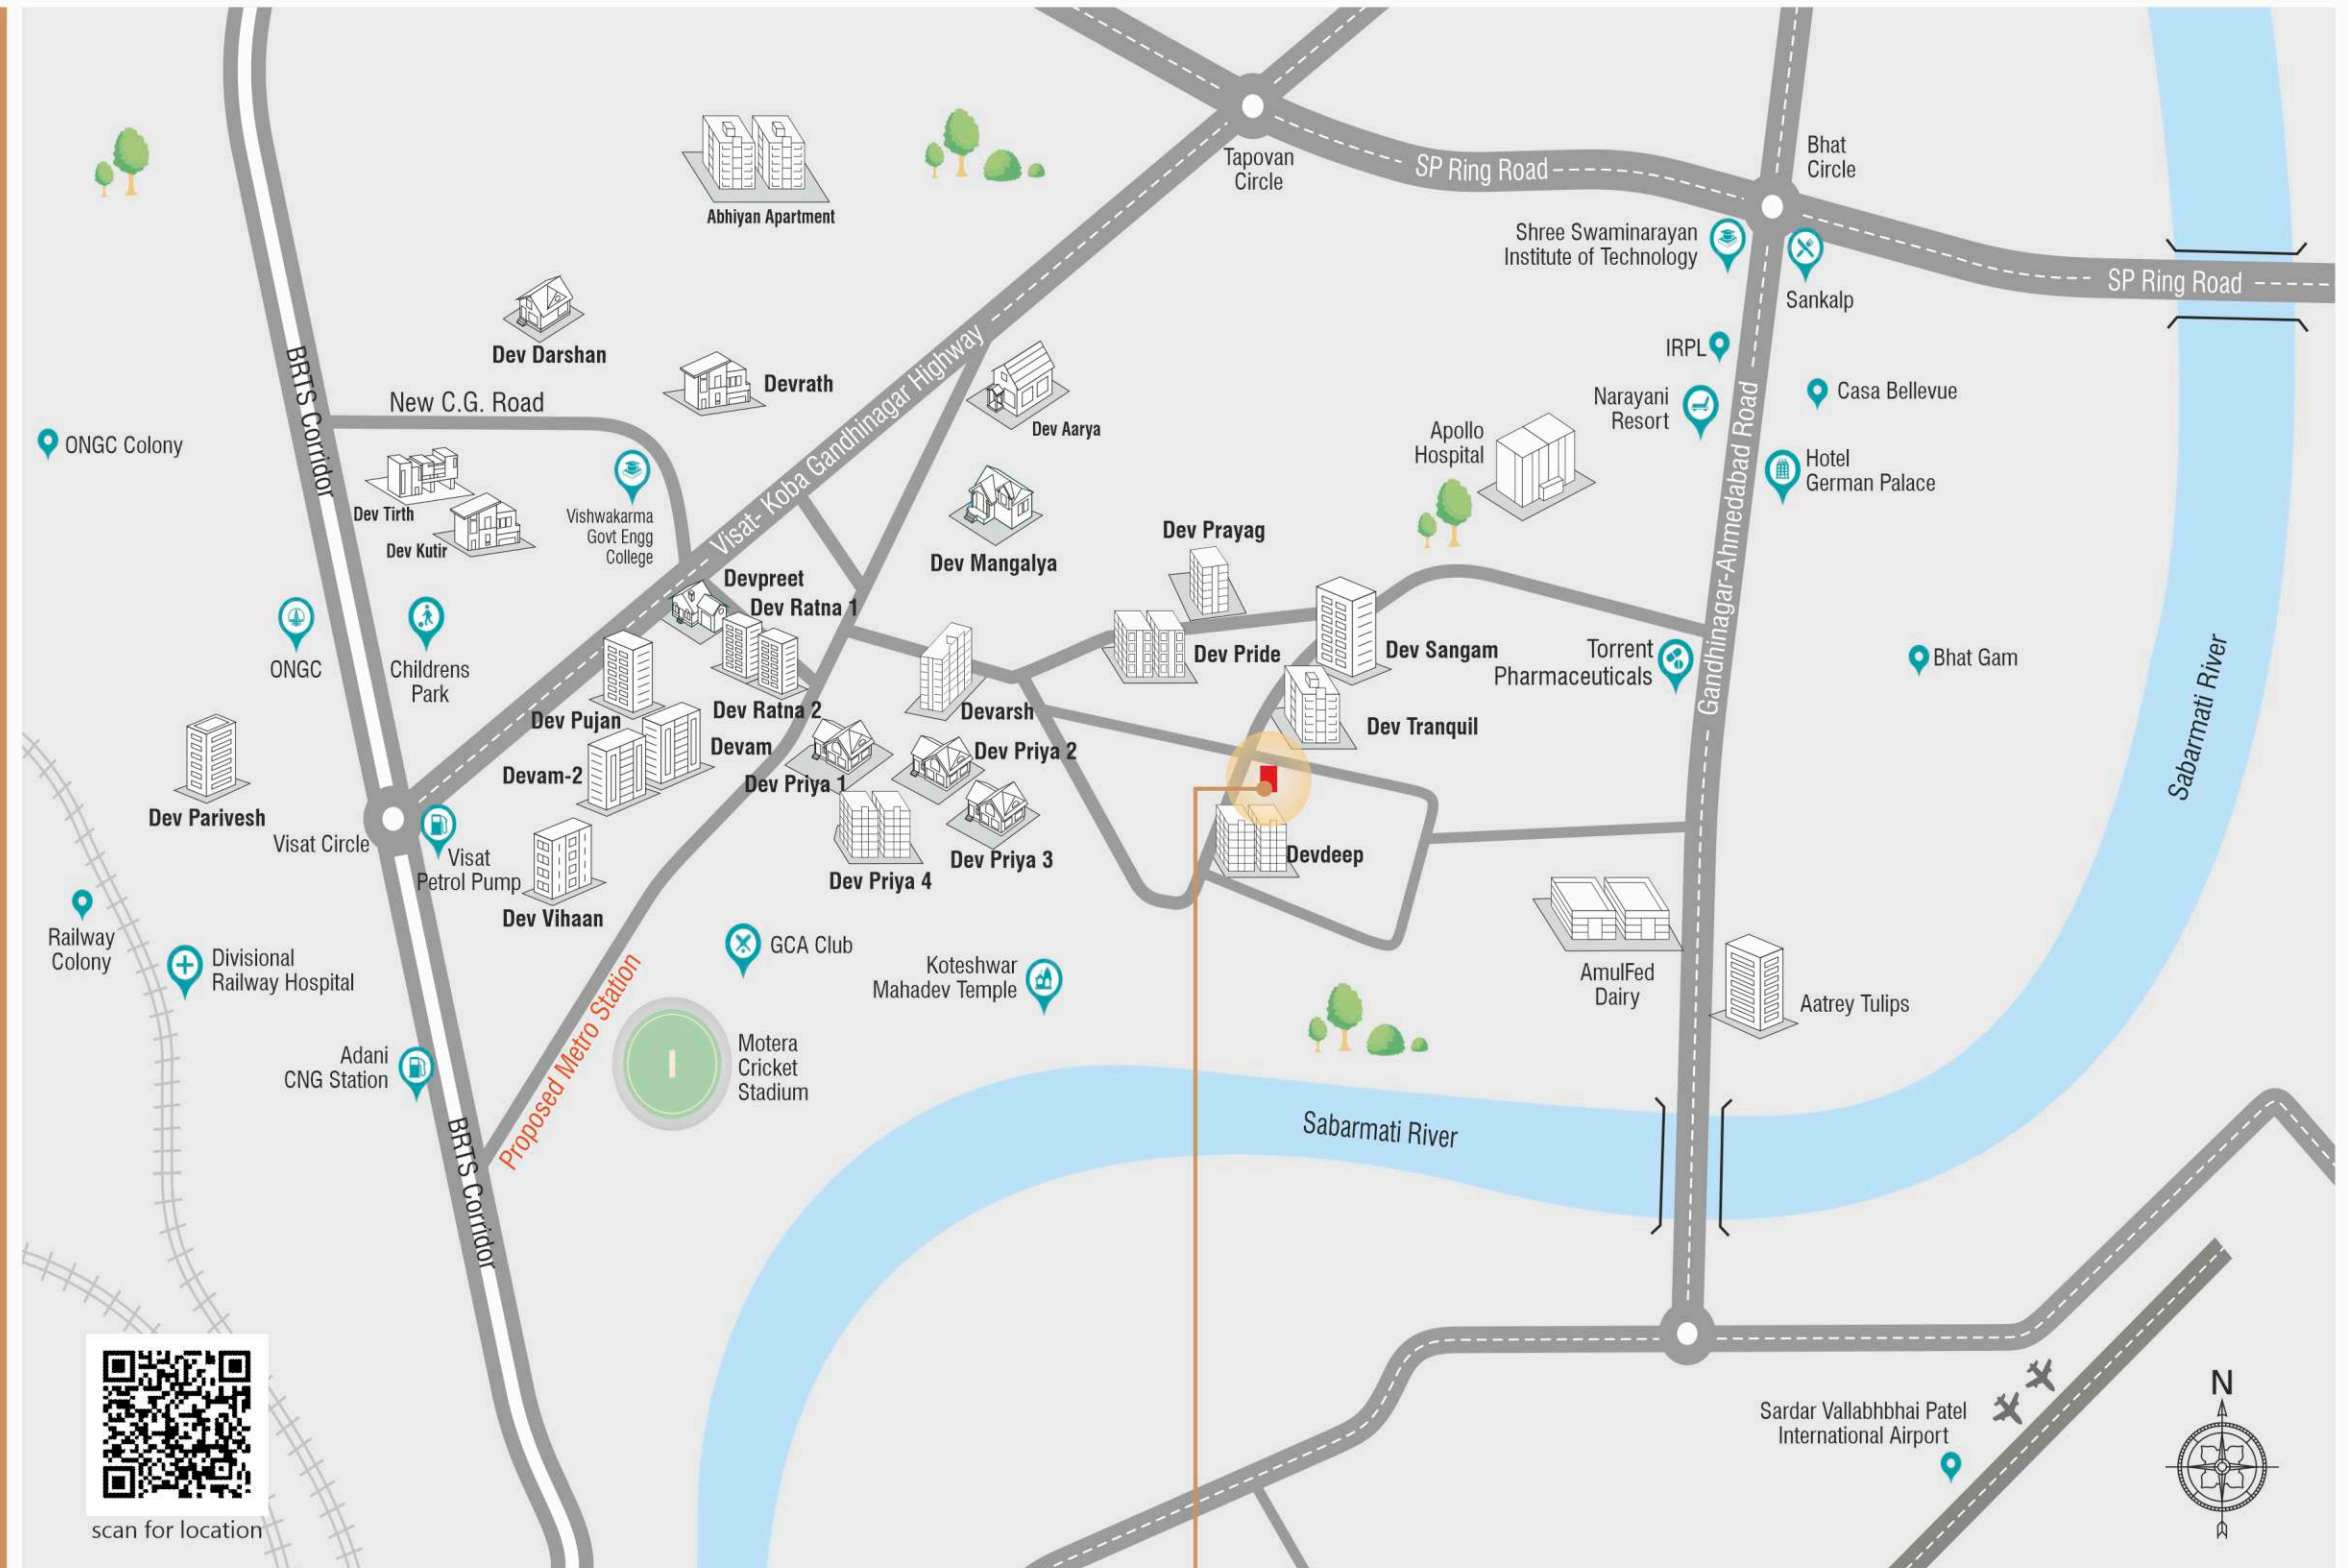 Tapovan
Circle
SP Ring Road
Bhat
Circle
Abhiyan Apartment
Shree Swaminarayan
Institute of Technology
Sankalp
SP Ring Road
Dev Darshan
Devrath
Visat- Koba Gandhinagar Highway
BRTS Corridor
New C.G. Road
Dev Aarya
IRPL
Narayani
Resort
Casa Bellevue
Gandhinagar-Ahmedabad Road
ONGC Colony
Apollo
Hospital
Hotel
German Palace
Dev Tirth
Dev Kutir
Vishwakarma
Govt Engg
College
Dev Mangalya
Dev Prayag
Devpreet
Dev Ratna 1
ONGC
Childrens
Park
Dev Pride
Dev Sangam
Torrent
Pharmaceuticals
Bhat Gam
Sabarmati River
Dev Pujan
Dev Ratna 2
Devarsh
Dev Tranquil
Devam
Devam-2
Dev Priya 1
Dev Priya 2
Dev Parivesh
Visat Circle
Visat
Petrol Pump
Dev Priya 3
Dev Priya 4
Devdeep
Dev Vihaan
Railway
Colony
Divisional
Railway Hospital
GCA Club
Koteshwar
Mahadev Temple
AmulFed
Dairy
Aatrey Tulips
Proposed Metro Station
Adani
CNG Station
Motera
Cricket
Stadium
Sabarmati River
BRTS Corridor
N
Sardar Vallabhbhai Patel
International Airport
scan for location